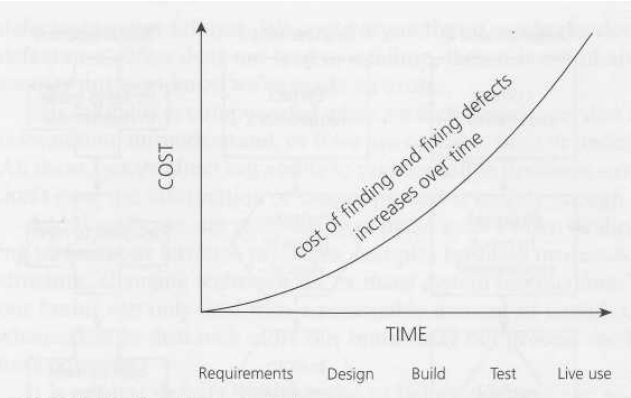 COST
cost of finding and fixing defects
increases over time
TIME
Requirements Design Build Test Live use